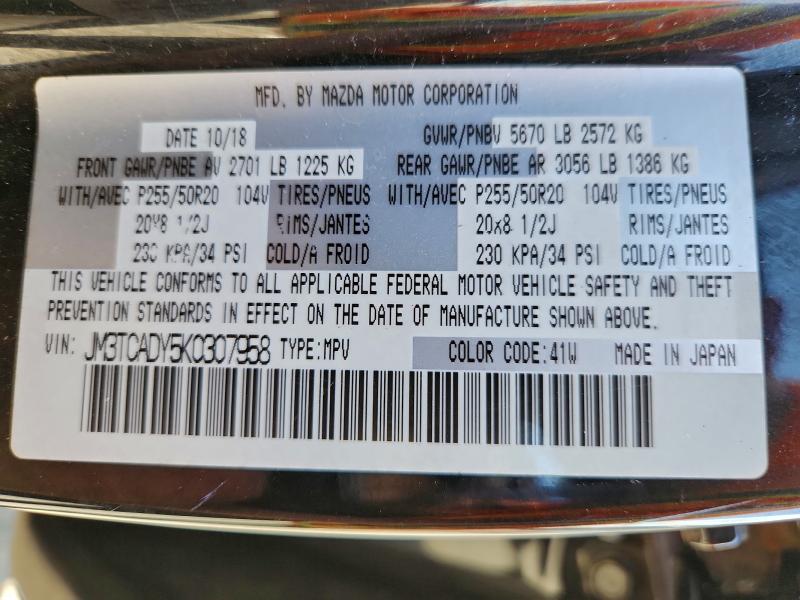 MFD. BY MAZDA MOTOR CORPORATION
DATE 10/18 GVWR/PNBV 5670 LB 2572 KG
FRONT GAWR/PNBE AV 2701 LB 1225 KG REAR GAWR/PNBE AR 3056 LB 1386 KG
WITH/AVEC P255/50R20 104V TIRES/PNEUS WITH/AVEC P255/50R20 104V TIRES/PNEUS
20x8 1/2J RIMS/JANTES 20x8 1/2J RIMS/JANTES
230 KPA/34 PSI COLD/A FROID 230 KPA/34 PSI COLD/A FROID
THIS VEHICLE CONFORMS TO ALL APPLICABLE FEDERAL MOTOR VEHICLE SAFETY AND THEFT
PREVENTION STANDARDS IN EFFECT ON THE DATE OF MANUFACTURE SHOWN ABOVE.
VIN: JM3TCADY5K0307958 TYPE:MPV COLOR CODE:41W MADE IN JAPAN